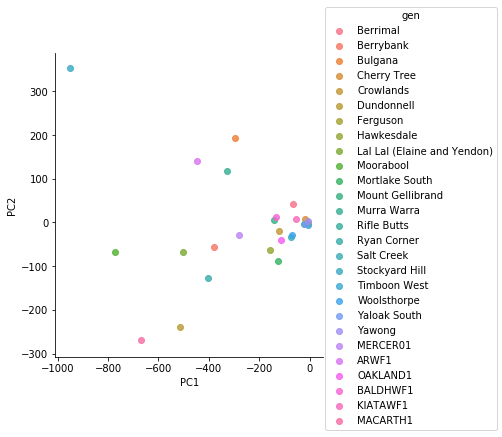 gen
Berrimal
Berrybank
Bulgana
Cherry Tree
Crowlands
Dundonnell
Ferguson
Hawkesdale
Lal Lal (Elaine and Yendon)
Moorabool
Mortlake South
Mount Gellibrand
Murra Warra
Rifle Butts
Ryan Corner
Salt Creek
Stockyard Hill
Timboon West
Woolsthorpe
Yaloak South
Yawong
MERCER01
ARWF1
OAKLAND1
BALDHWF1
KIATAWF1
MACARTH1
PC2
300
200
100
0
−100
−200
−300
−1000 −800 −600 −400 −200 0
PC1